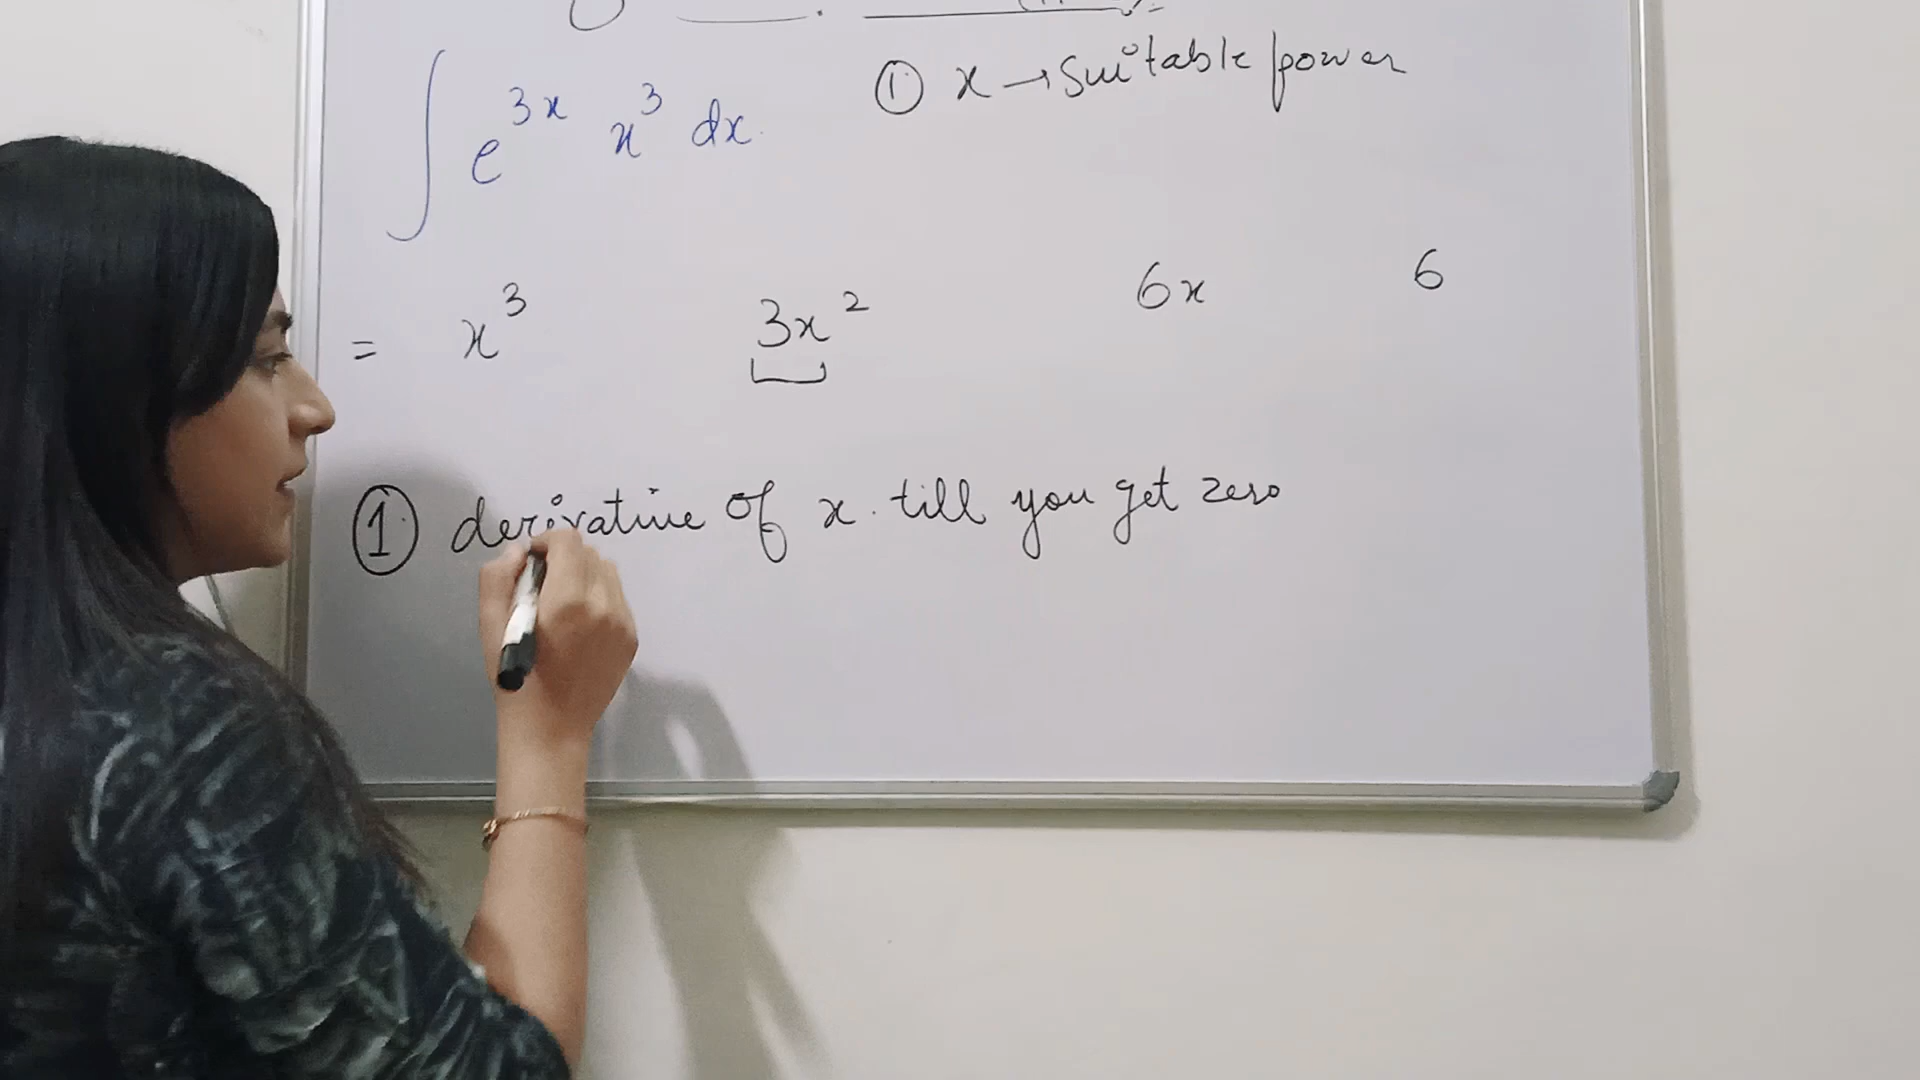 ① x → Suitable power
∫ e^{3x} x^3 dx.
= x^3 3x^2 6x 6
① derivative of x. till you get zero